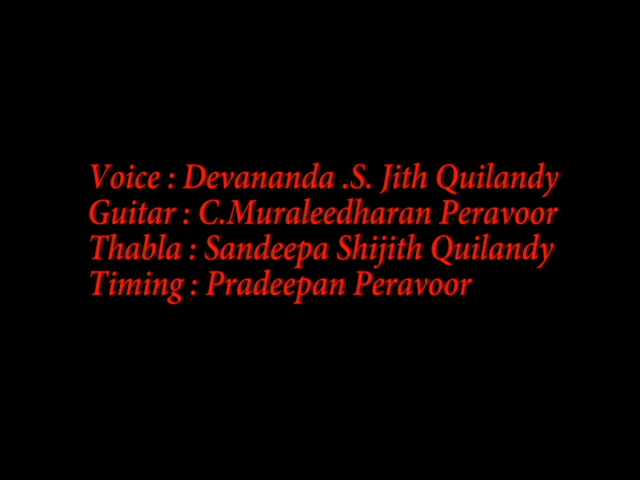 Voice : Devananda .S. Jith Quilandy
Guitar : C.Muraleedharan Peravoor
Thabla : Sandeepa Shijith Quilandy
Timing : Pradeepan Peravoor